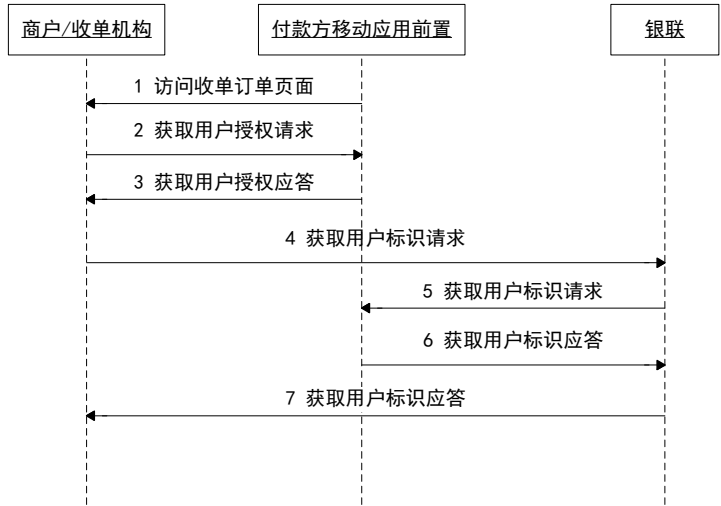 商户/收单机构
付款方移动应用前置
银联
1 访问收单订单页面
2 获取用户授权请求
3 获取用户授权应答
4 获取用户标识请求
5 获取用户标识请求
6 获取用户标识应答
7 获取用户标识应答